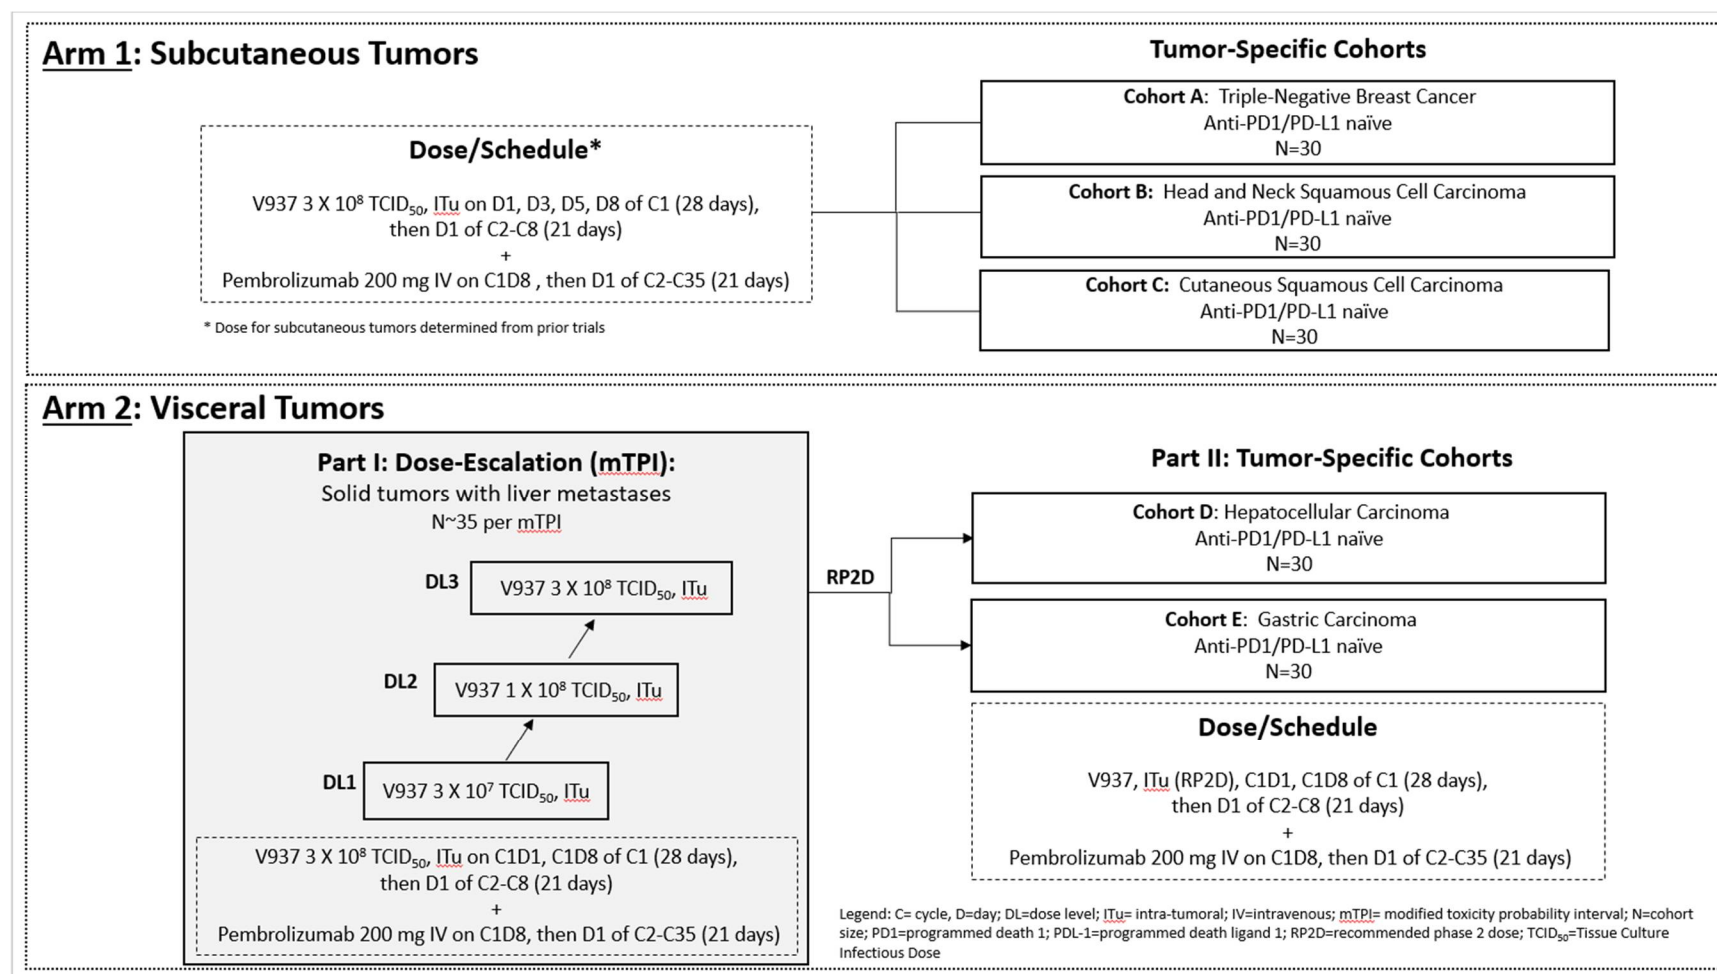 Arm 1: Subcutaneous Tumors
Dose/Schedule*
V937 3 X 10⁸ TCID₅₀, ITu on D1, D3, D5, D8 of C1 (28 days),
then D1 of C2-C8 (21 days)
+
Pembrolizumab 200 mg IV on C1D8 , then D1 of C2-C35 (21 days)
* Dose for subcutaneous tumors determined from prior trials
Tumor-Specific Cohorts
Cohort A: Triple-Negative Breast Cancer
Anti-PD1/PD-L1 naïve
N=30
Cohort B: Head and Neck Squamous Cell Carcinoma
Anti-PD1/PD-L1 naïve
N=30
Cohort C: Cutaneous Squamous Cell Carcinoma
Anti-PD1/PD-L1 naïve
N=30
Arm 2: Visceral Tumors
Part I: Dose-Escalation (mTPI):
Solid tumors with liver metastases
N~35 per mTPI
DL3
V937 3 X 10⁸ TCID₅₀, ITu
DL2
V937 1 X 10⁸ TCID₅₀, ITu
DL1
V937 3 X 10⁷ TCID₅₀, ITu
V937 3 X 10⁸ TCID₅₀, ITu on C1D1, C1D8 of C1 (28 days),
then D1 of C2-C8 (21 days)
+
Pembrolizumab 200 mg IV on C1D8, then D1 of C2-C35 (21 days)
RP2D
Part II: Tumor-Specific Cohorts
Cohort D: Hepatocellular Carcinoma
Anti-PD1/PD-L1 naïve
N=30
Cohort E: Gastric Carcinoma
Anti-PD1/PD-L1 naïve
N=30
Dose/Schedule
V937, ITu (RP2D), C1D1, C1D8 of C1 (28 days),
then D1 of C2-C8 (21 days)
+
Pembrolizumab 200 mg IV on C1D8, then D1 of C2-C35 (21 days)
Legend: C= cycle, D=day; DL=dose level; ITu= intra-tumoral; IV=intravenous; mTPI= modified toxicity probability interval; N=cohort
size; PD1=programmed death 1; PDL-1=programmed death ligand 1; RP2D=recommended phase 2 dose; TCID₅₀=Tissue Culture
Infectious Dose